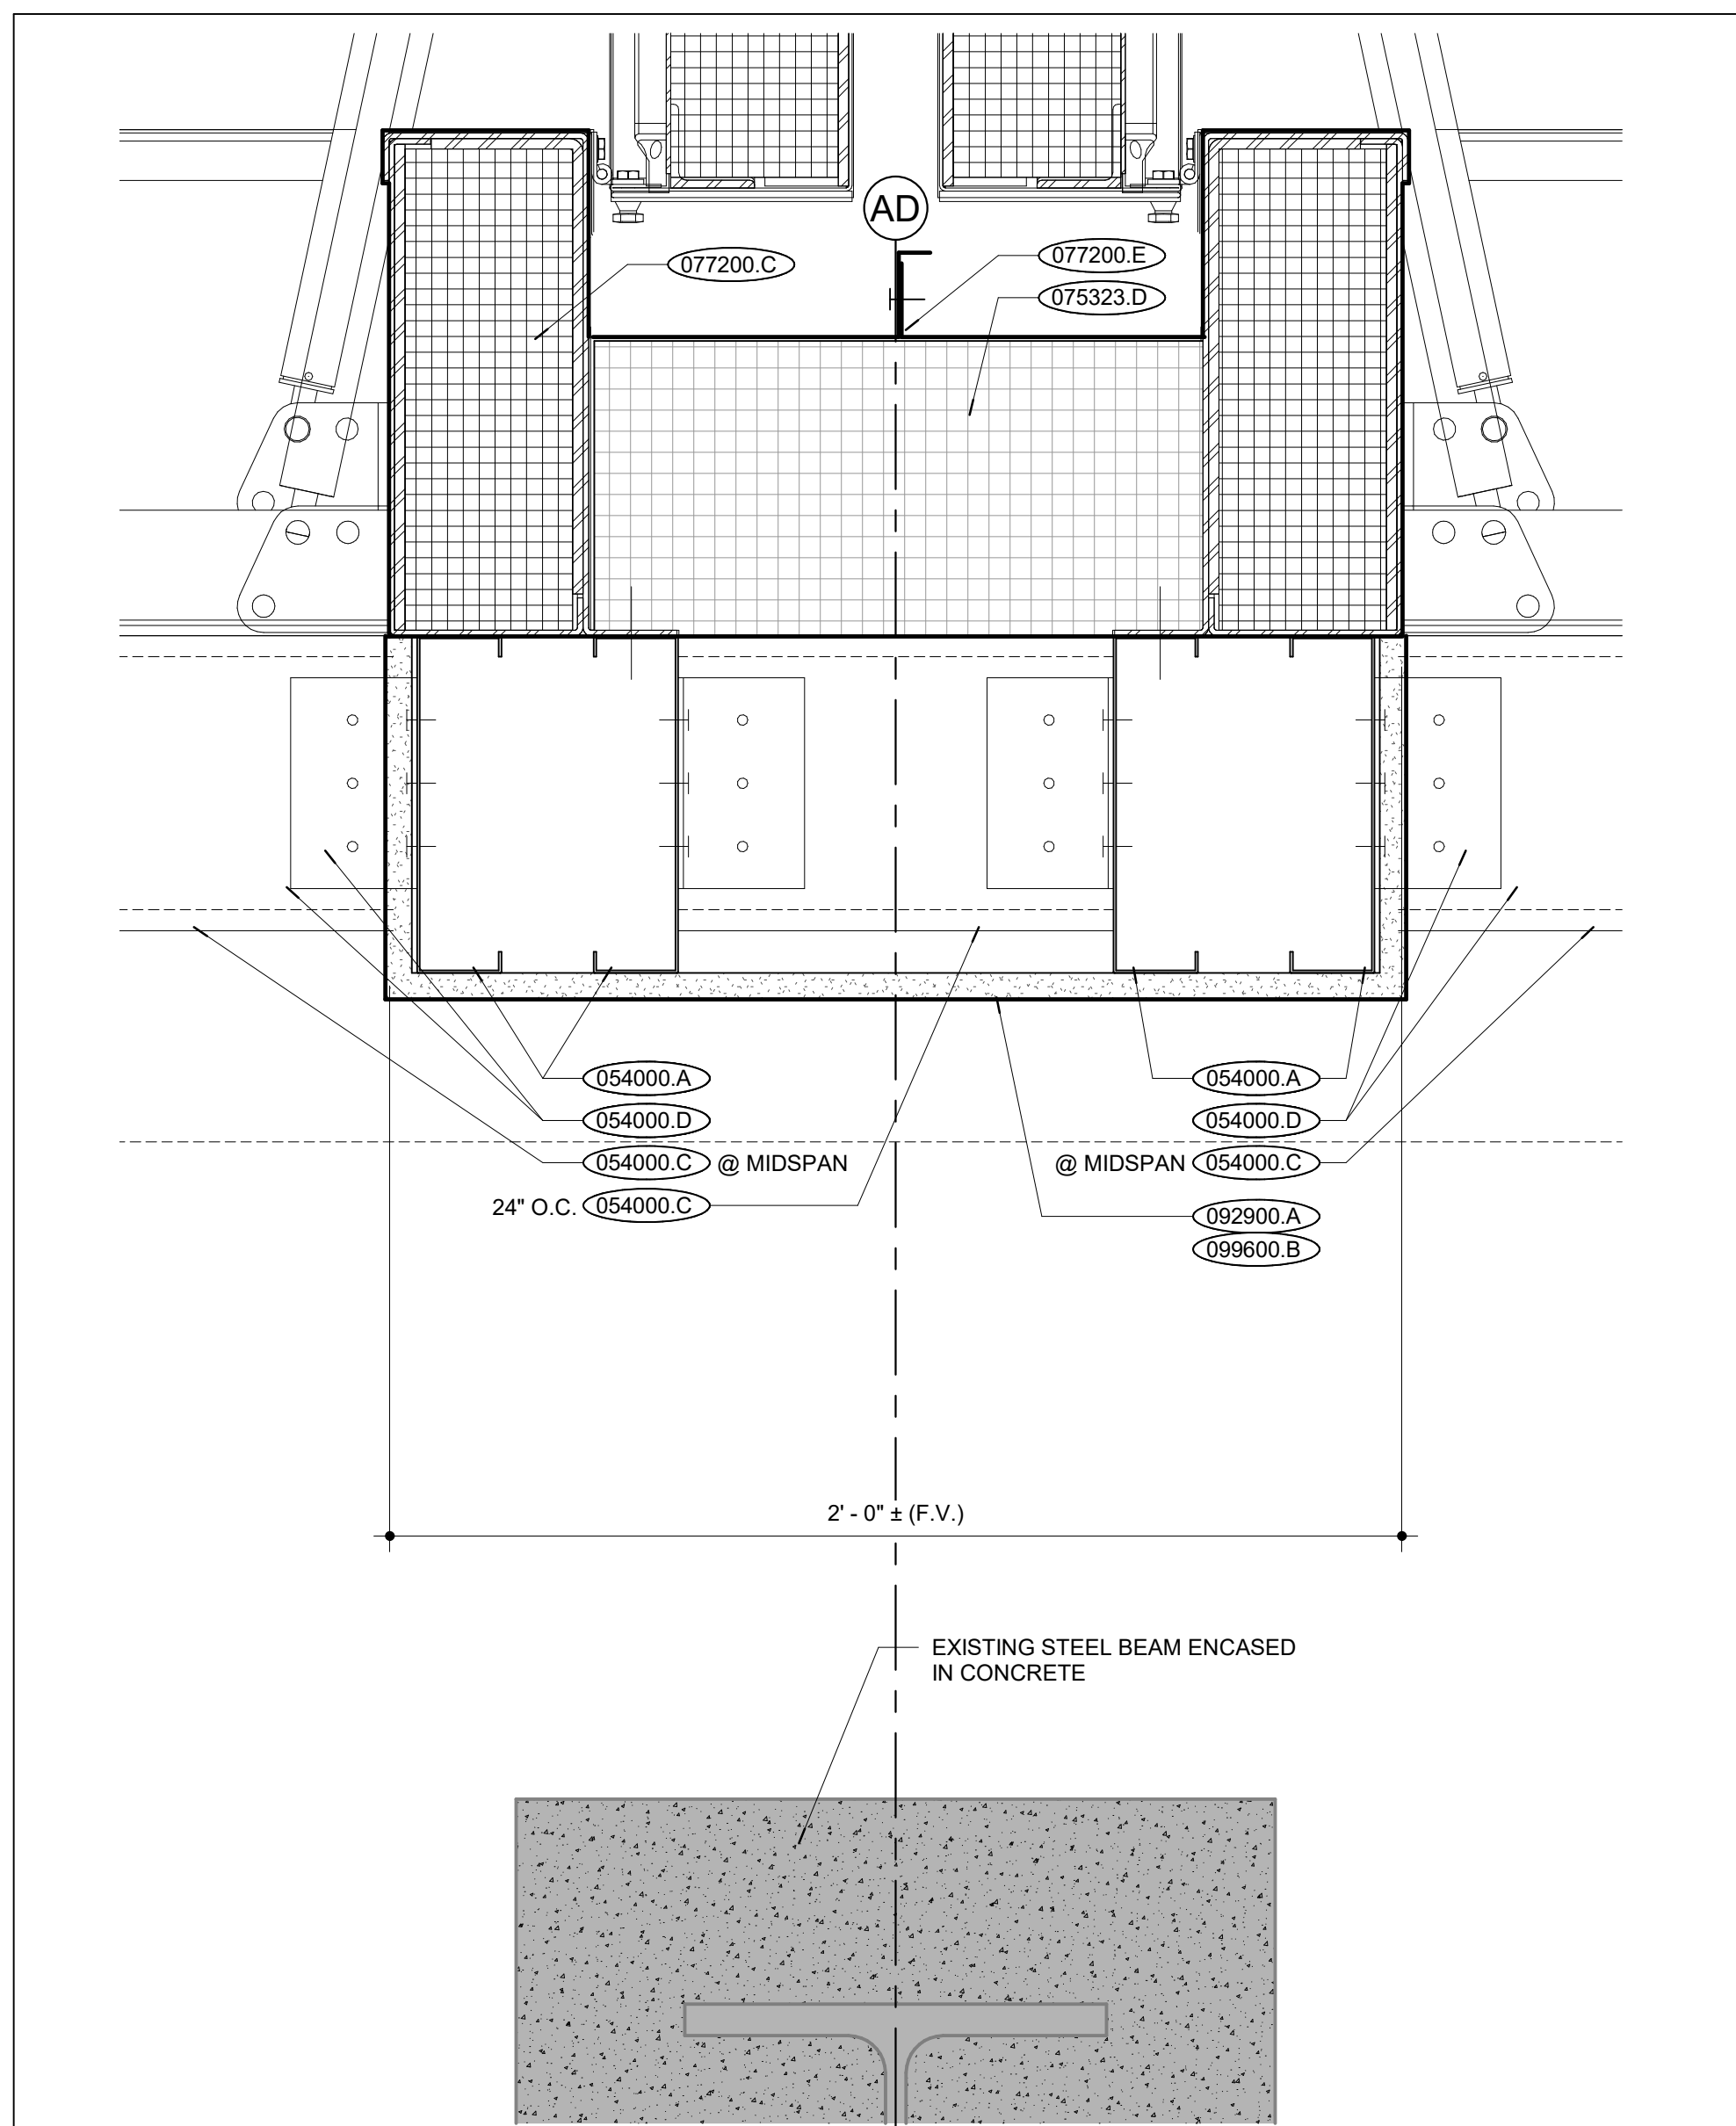 AD
077200.C
077200.E
075323.D
054000.A
054000.D
054000.C @ MIDSPAN
24" O.C. 054000.C
054000.A
054000.D
@ MIDSPAN 054000.C
092900.A
099600.B
2' - 0" ± (F.V.)
EXISTING STEEL BEAM ENCASED
IN CONCRETE